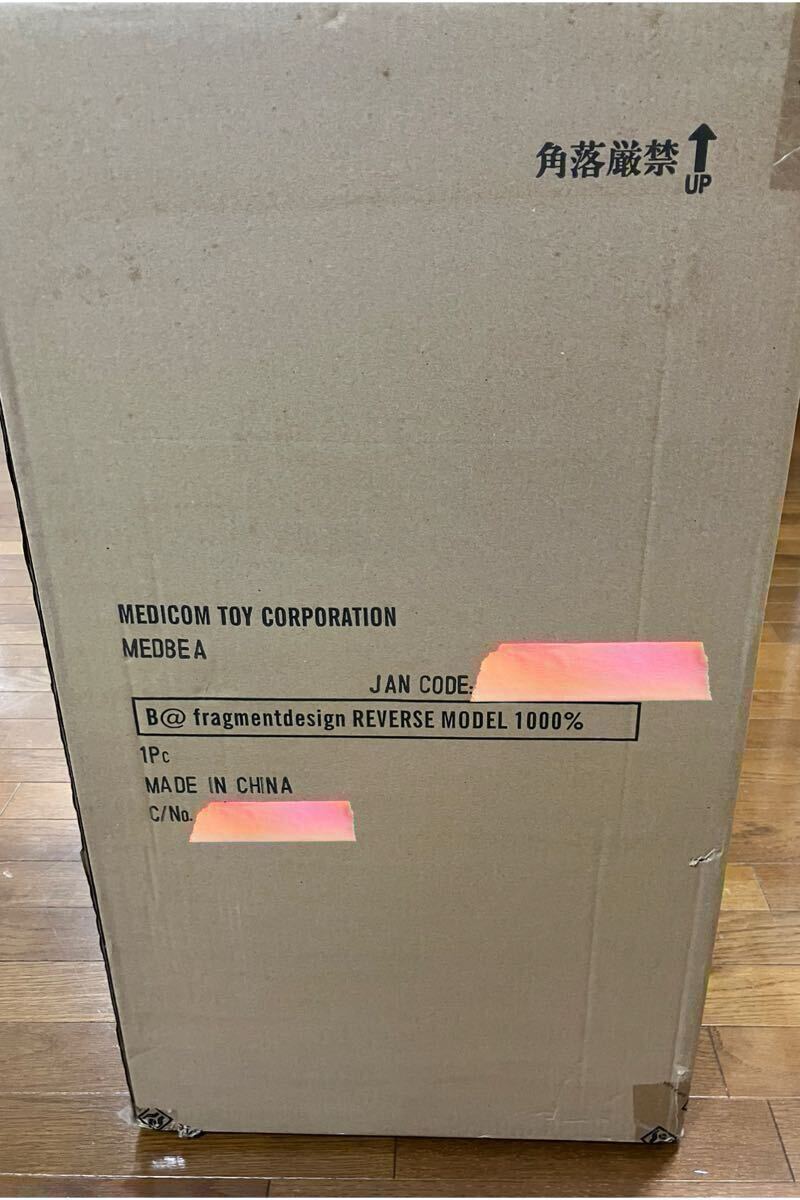 角落厳禁
UP
MEDICOM TOY CORPORATION
MEDBEA
JAN CODE:
B@ fragmentdesign REVERSE MODEL 1000%
1Pc
MADE IN CHINA
C/No.